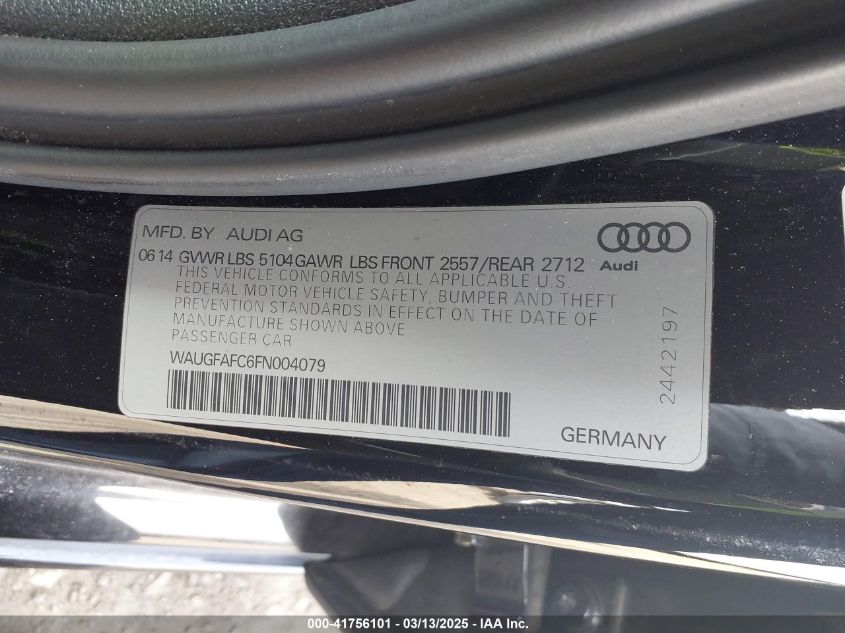 MFD. BY AUDI AG
0614 GVWR LBS 5104GAWR LBS FRONT 2557/REAR 2712
Audi
THIS VEHICLE CONFORMS TO ALL APPLICABLE U.S.
FEDERAL MOTOR VEHICLE SAFETY, BUMPER AND THEFT
PREVENTION STANDARDS IN EFFECT ON THE DATE OF
MANUFACTURE SHOWN ABOVE
PASSENGER CAR
WAUGFAFC6FN004079
2442197
GERMANY
000-41756101 - 03/13/2025 - IAA Inc.